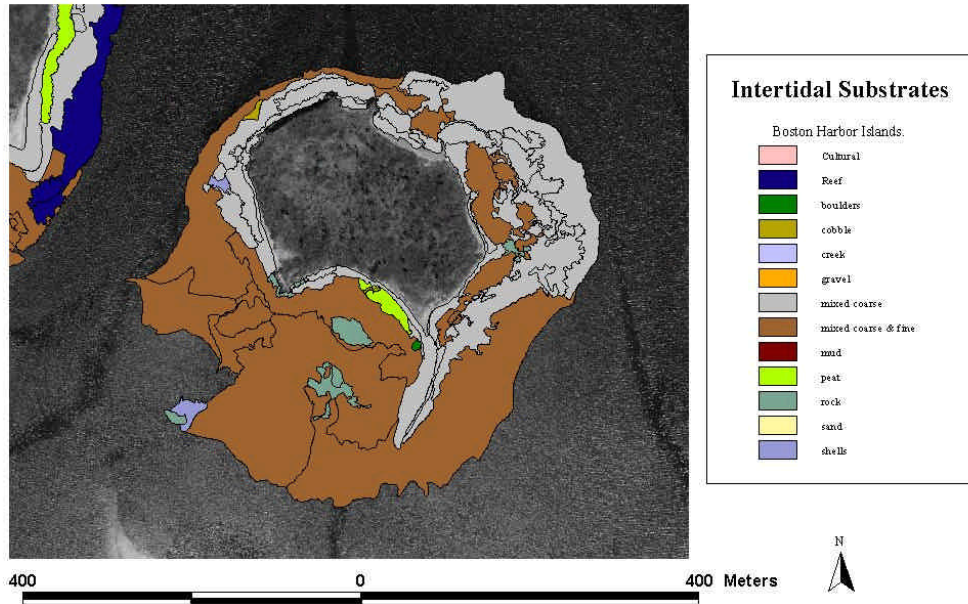 Intertidal Substrates
Boston Harbor Islands.
Cultural
Reef
boulders
cobble
creek
gravel
mixed coarse
mixed coarse & fine
mud
peat
rock
sand
shells
N
400 0 400 Meters